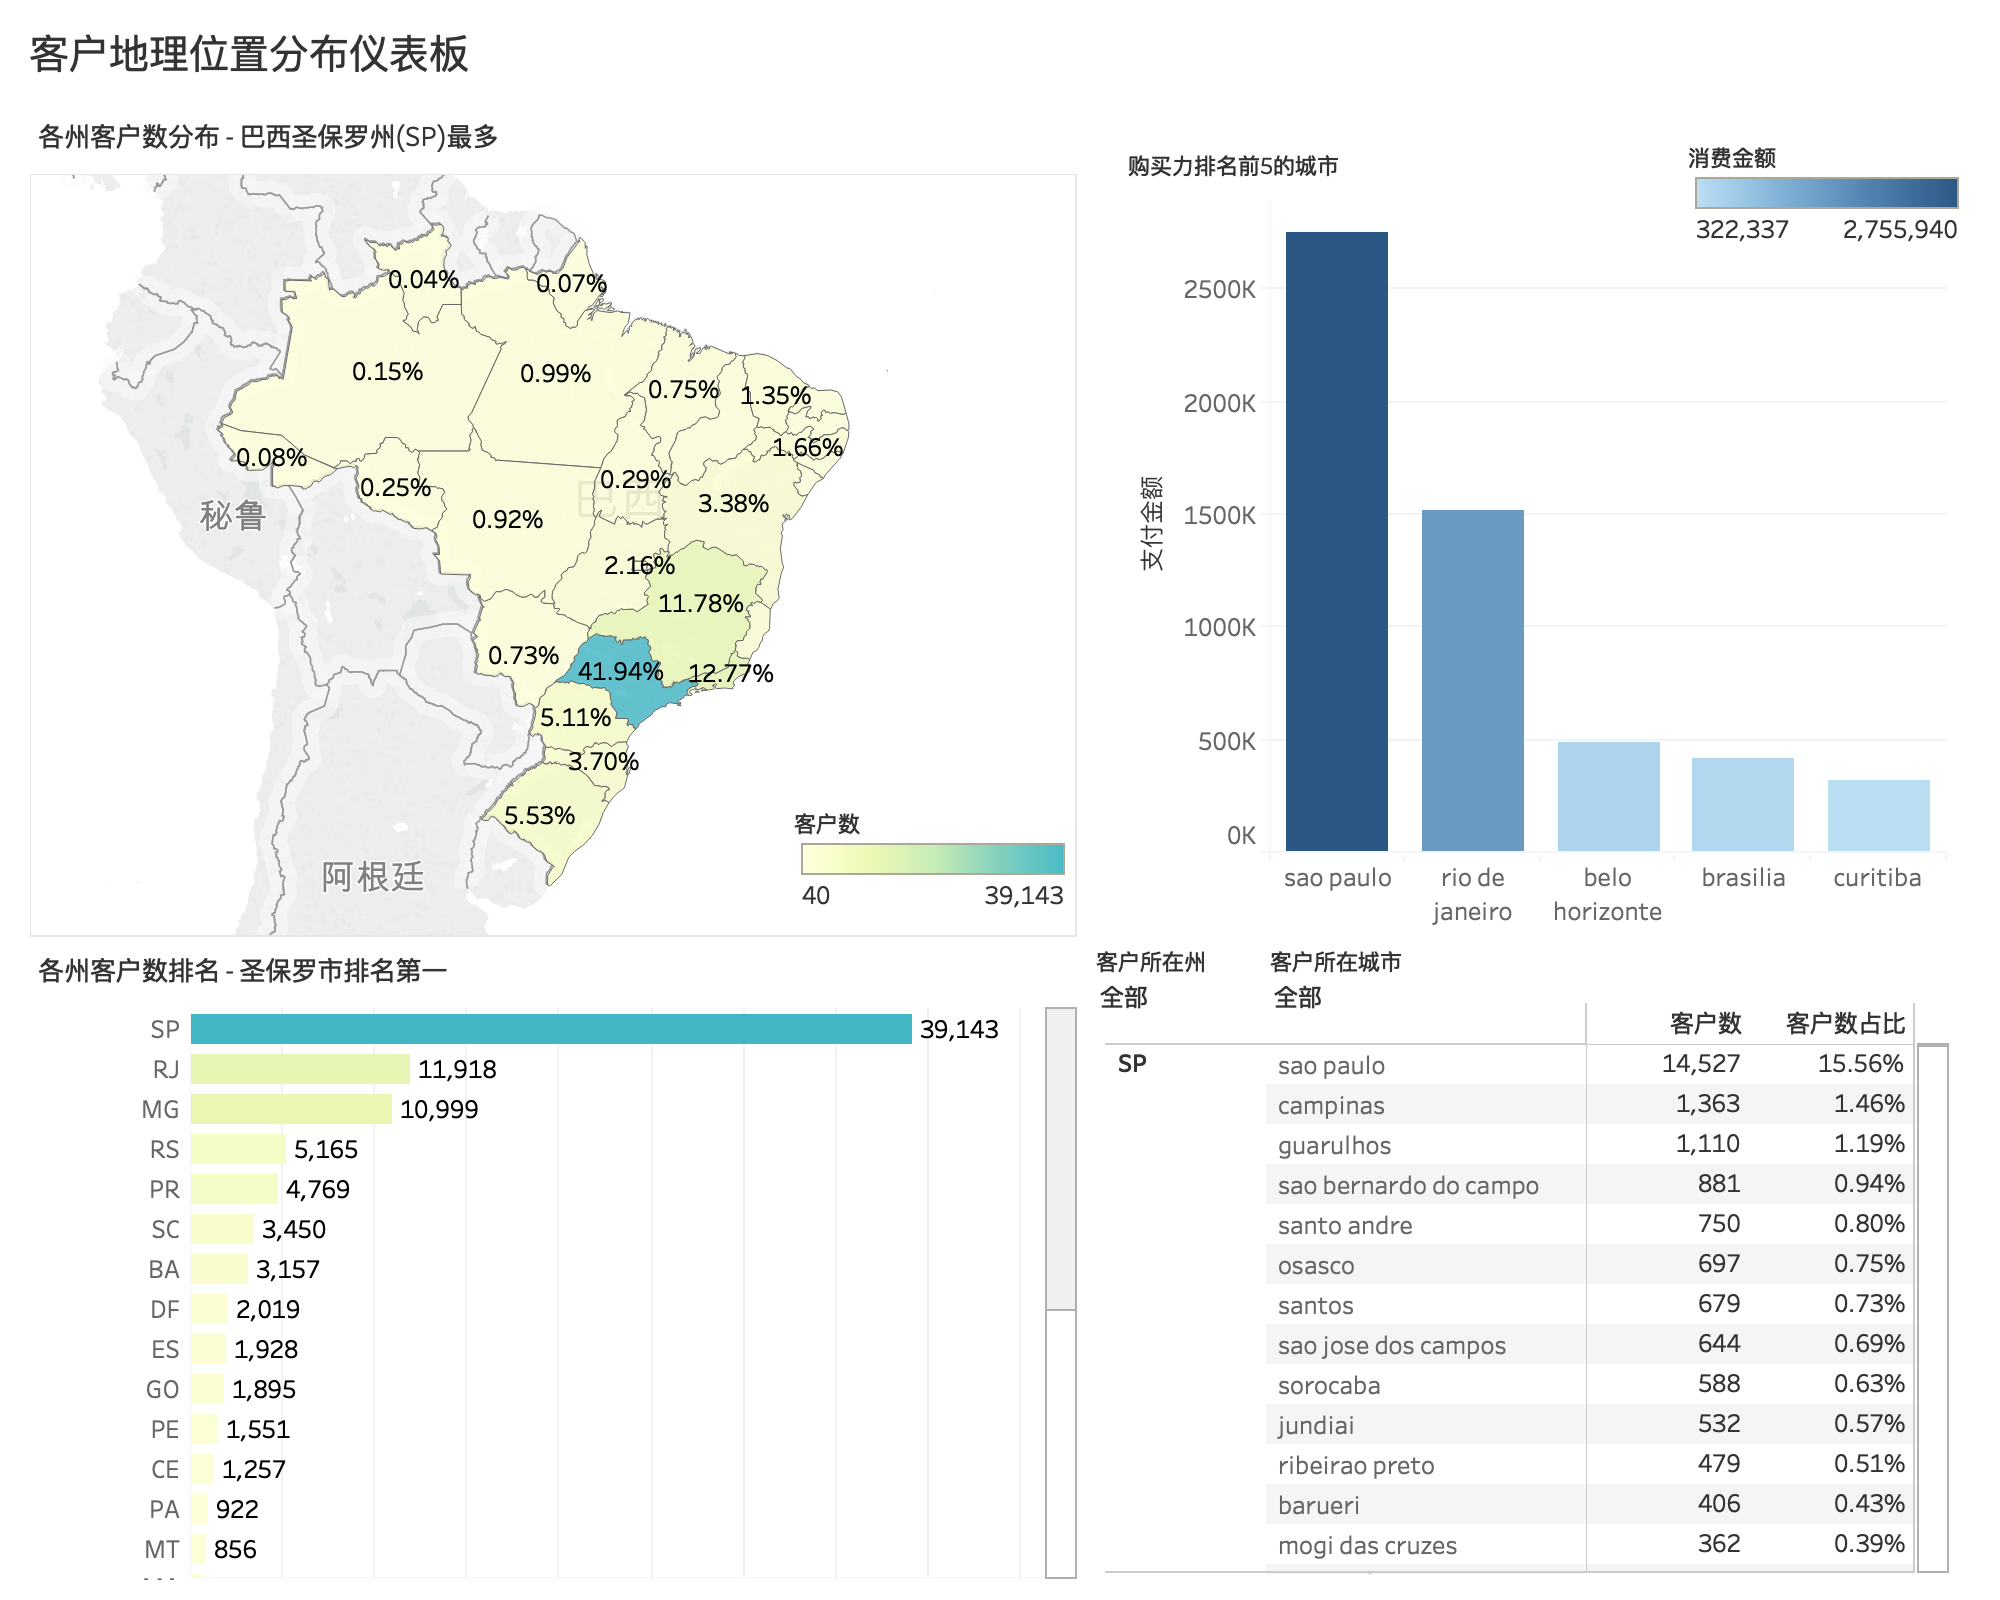 客户地理位置分布仪表板
各州客户数分布 - 巴西圣保罗州(SP)最多
0.04%
0.07%
0.15%
0.99%
0.75%
1.35%
1.66%
0.08%
0.25%
0.29%
3.38%
0.92%
巴西
秘鲁
2.16%
11.78%
0.73%
41.94%
12.77%
5.11%
3.70%
5.53%
阿根廷
客户数
40 39,143
购买力排名前5的城市
消费金额
322,337 2,755,940
支付金额
2500K
2000K
1500K
1000K
500K
0K
sao paulo
rio de janeiro
belo horizonte
brasilia
curitiba
各州客户数排名 - 圣保罗市排名第一
SP 39,143
RJ 11,918
MG 10,999
RS 5,165
PR 4,769
SC 3,450
BA 3,157
DF 2,019
ES 1,928
GO 1,895
PE 1,551
CE 1,257
PA 922
MT 856
客户所在州 客户所在城市
全部 全部
客户数 客户数占比
SP sao paulo 14,527 15.56%
campinas 1,363 1.46%
guarulhos 1,110 1.19%
sao bernardo do campo 881 0.94%
santo andre 750 0.80%
osasco 697 0.75%
santos 679 0.73%
sao jose dos campos 644 0.69%
sorocaba 588 0.63%
jundiai 532 0.57%
ribeirao preto 479 0.51%
barueri 406 0.43%
mogi das cruzes 362 0.39%